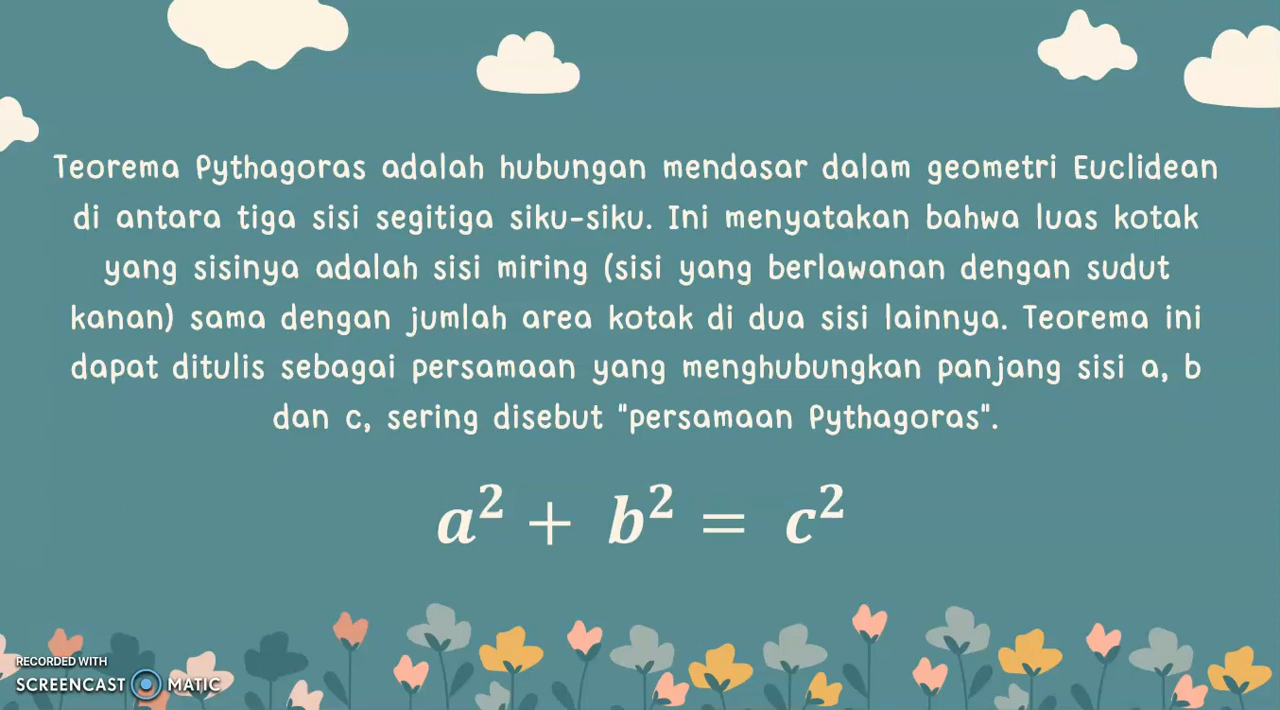 Teorema Pythagoras adalah hubungan mendasar dalam geometri Euclidean
di antara tiga sisi segitiga siku-siku. Ini menyatakan bahwa luas kotak
yang sisinya adalah sisi miring (sisi yang berlawanan dengan sudut
kanan) sama dengan jumlah area kotak di dua sisi lainnya. Teorema ini
dapat ditulis sebagai persamaan yang menghubungkan panjang sisi a, b
dan c, sering disebut "persamaan Pythagoras".
a² + b² = c²
RECORDED WITH
SCREENCAST MATIC